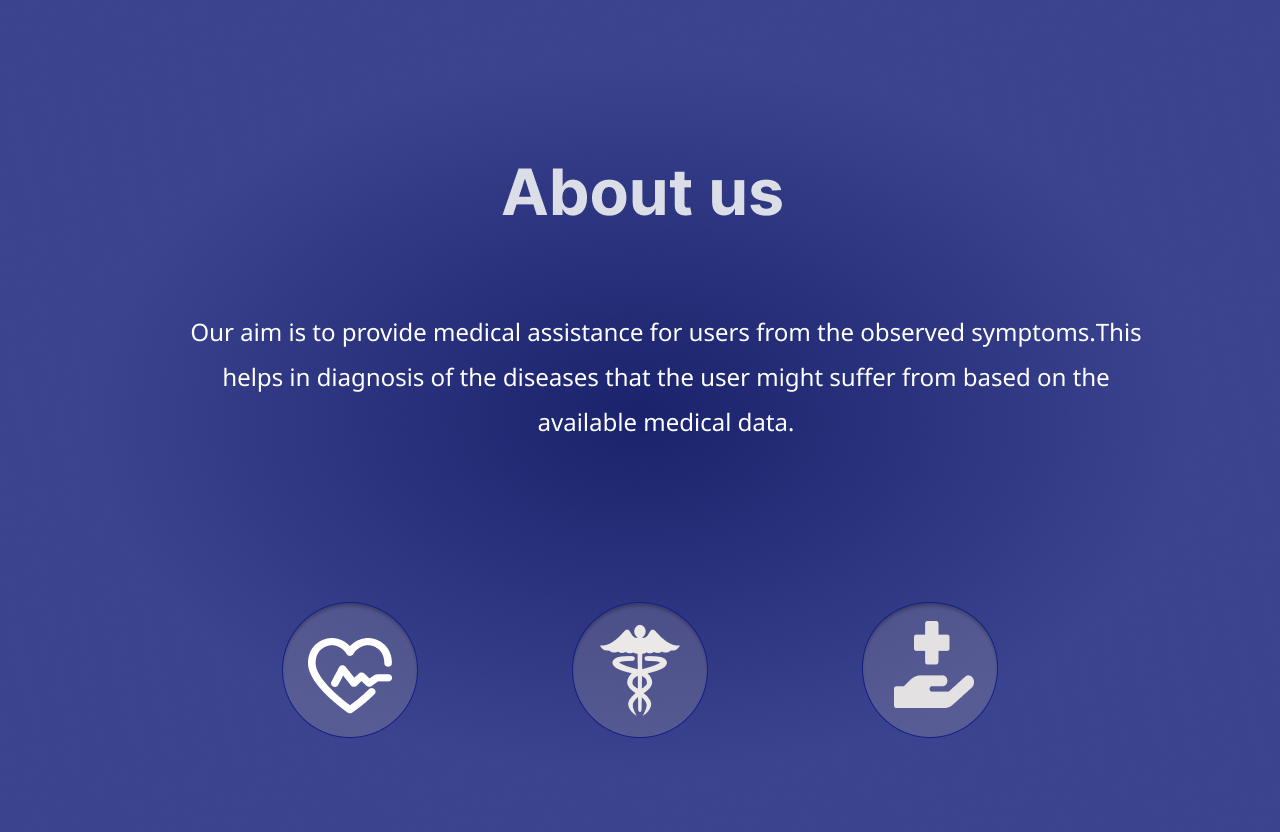 About us
Our aim is to provide medical assistance for users from the observed symptoms.This
helps in diagnosis of the diseases that the user might suffer from based on the
available medical data.